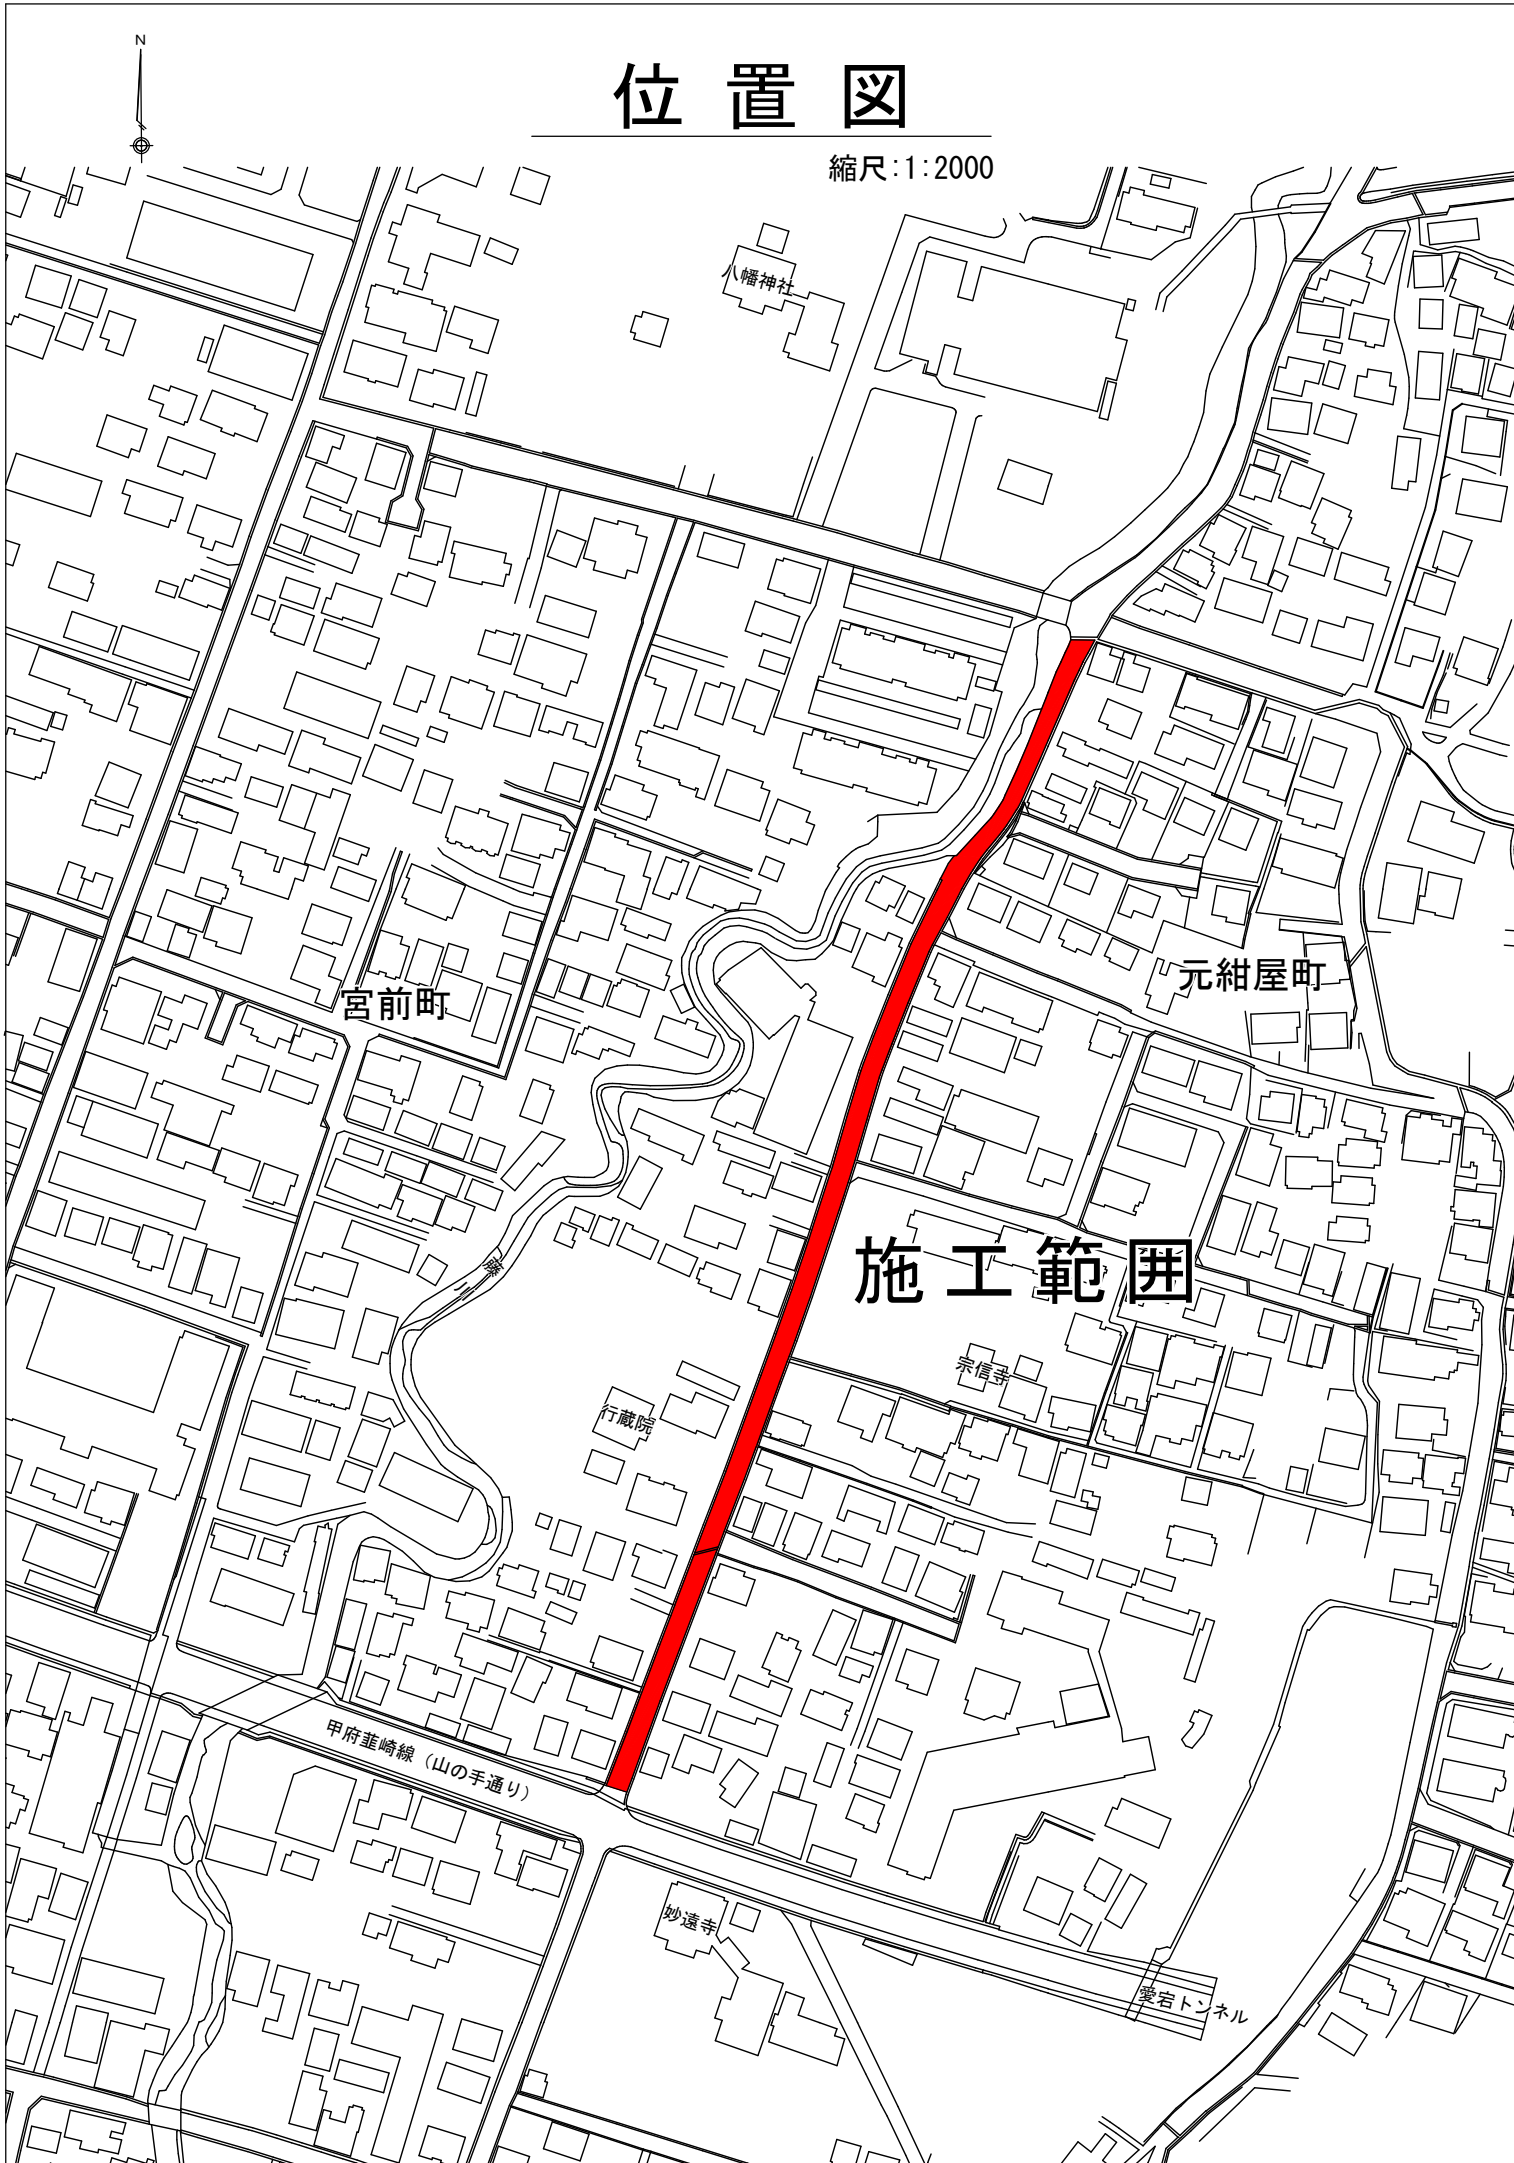 N
位置図
縮尺:1:2000
八幡神社
元紺屋町
宮前町
施工範囲
藤川
宗信寺
行蔵院
甲府韮崎線（山の手通り）
妙遠寺
愛宕トンネル